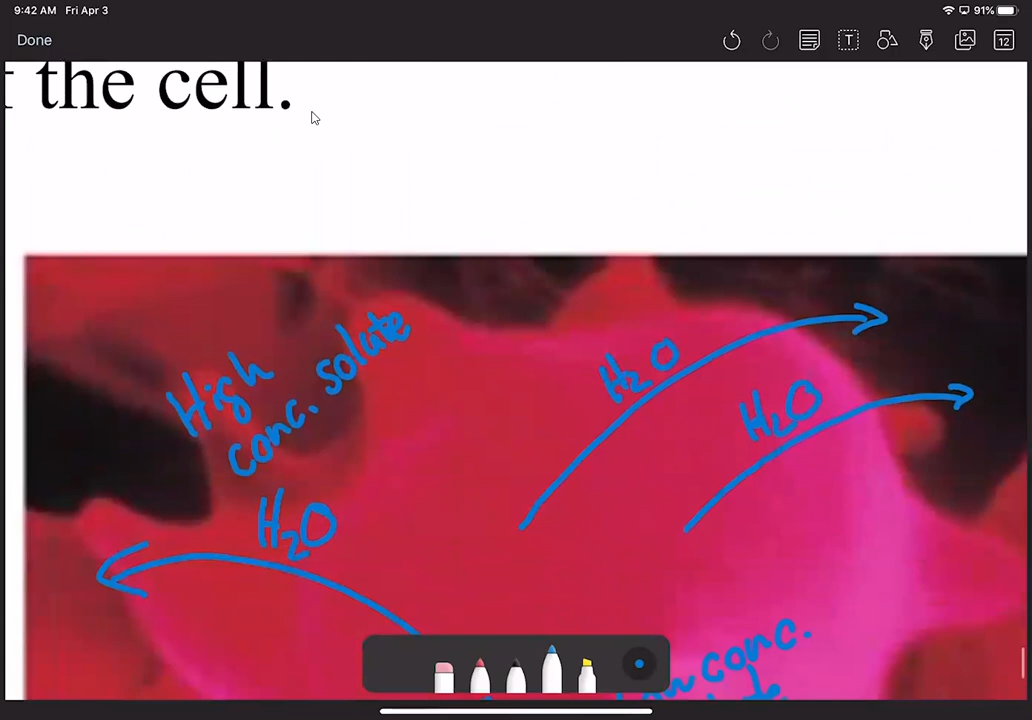 9:42 AM Fri Apr 3
91%
Done
T
12
the cell.
High
conc. solute
H2O
H2O
H2O
conc.